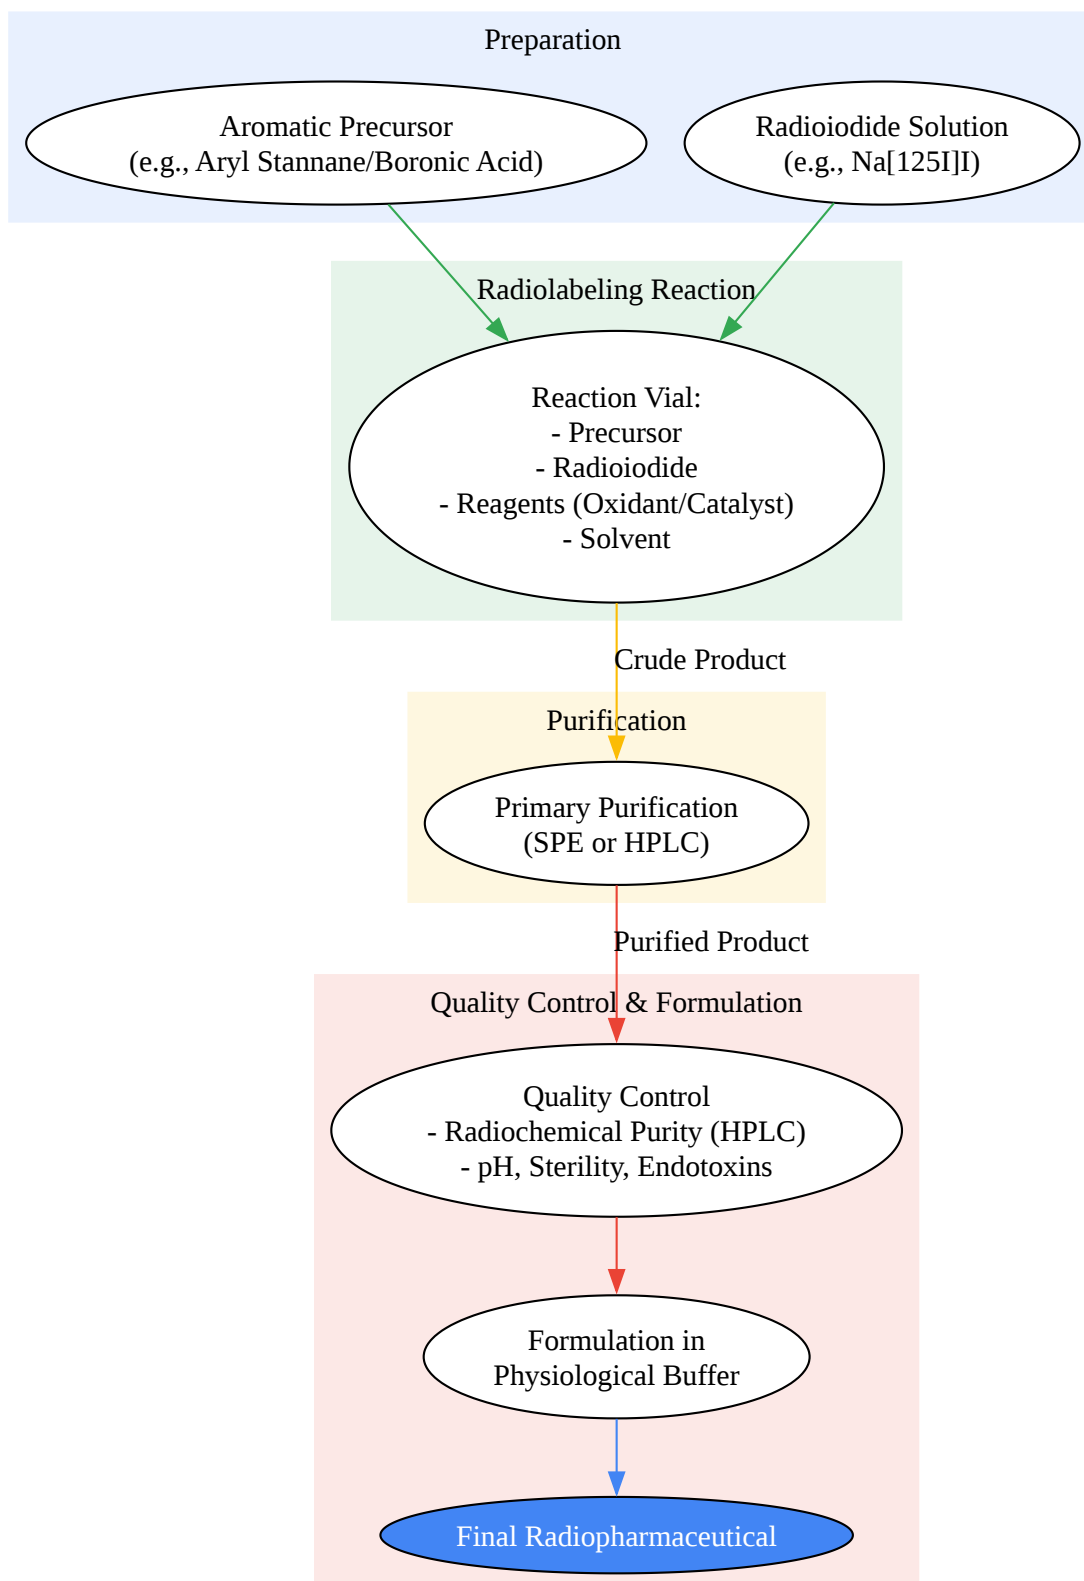 Preparation
Aromatic Precursor
(e.g., Aryl Stannane/Boronic Acid)
Radioiodide Solution
(e.g., Na[125I]I)
Radiolabeling Reaction
Reaction Vial:
- Precursor
- Radioiodide
- Reagents (Oxidant/Catalyst)
- Solvent
Crude Product
Purification
Primary Purification
(SPE or HPLC)
Purified Product
Quality Control & Formulation
Quality Control
- Radiochemical Purity (HPLC)
- pH, Sterility, Endotoxins
Formulation in
Physiological Buffer
Final Radiopharmaceutical